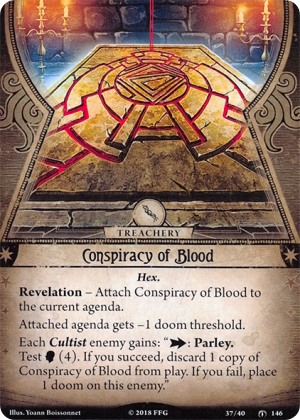 TREACHERY
Conspiracy of Blood
Hex.
Revelation – Attach Conspiracy of Blood to
the current agenda.
Attached agenda gets –1 doom threshold.
Each Cultist enemy gains: “ : Parley.
Test (4). If you succeed, discard 1 copy of
Conspiracy of Blood from play. If you fail, place
1 doom on this enemy.”
Illus. Yoann Boissonnet © 2018 FFG 37/40 146